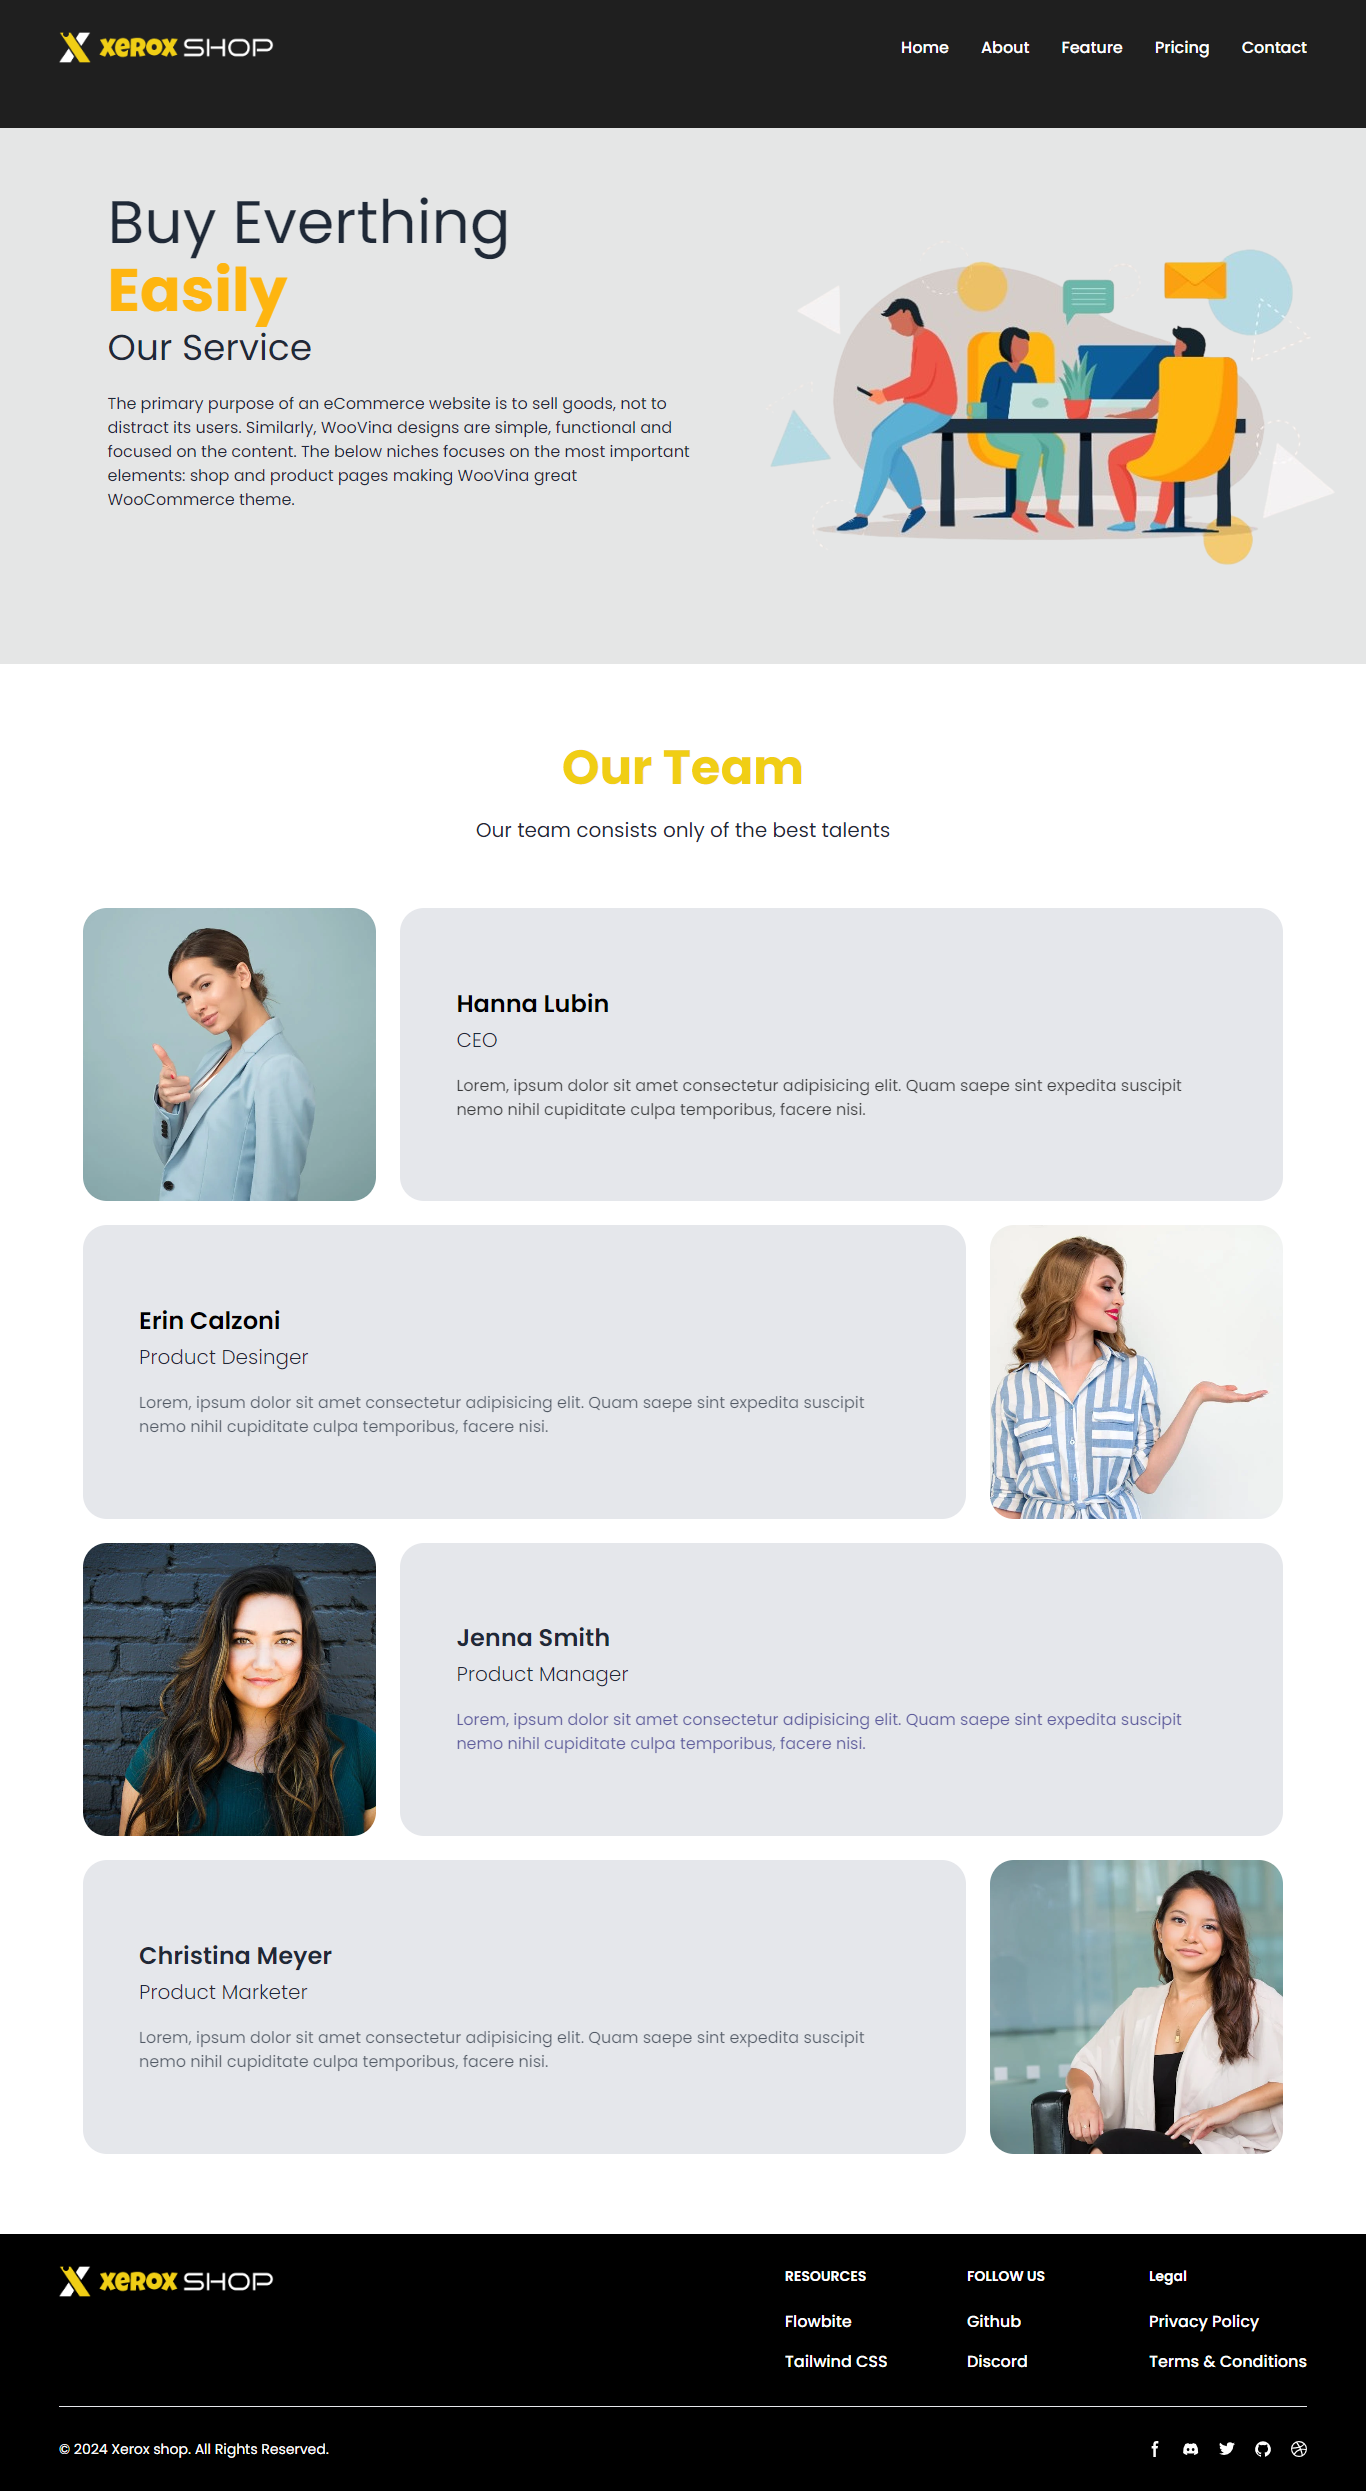 XeROX SHOP
Home About Feature Pricing Contact
Buy Everthing
Easily
Our Service
The primary purpose of an eCommerce website is to sell goods, not to
distract its users. Similarly, WooVina designs are simple, functional and
focused on the content. The below niches focuses on the most important
elements: shop and product pages making WooVina great
WooCommerce theme.
Our Team
Our team consists only of the best talents
Hanna Lubin
CEO
Lorem, ipsum dolor sit amet consectetur adipisicing elit. Quam saepe sint expedita suscipit
nemo nihil cupiditate culpa temporibus, facere nisi.
Erin Calzoni
Product Desinger
Lorem, ipsum dolor sit amet consectetur adipisicing elit. Quam saepe sint expedita suscipit
nemo nihil cupiditate culpa temporibus, facere nisi.
Jenna Smith
Product Manager
Lorem, ipsum dolor sit amet consectetur adipisicing elit. Quam saepe sint expedita suscipit
nemo nihil cupiditate culpa temporibus, facere nisi.
Christina Meyer
Product Marketer
Lorem, ipsum dolor sit amet consectetur adipisicing elit. Quam saepe sint expedita suscipit
nemo nihil cupiditate culpa temporibus, facere nisi.
XeROX SHOP
RESOURCES
Flowbite
Tailwind CSS
FOLLOW US
Github
Discord
Legal
Privacy Policy
Terms & Conditions
© 2024 Xerox shop. All Rights Reserved.